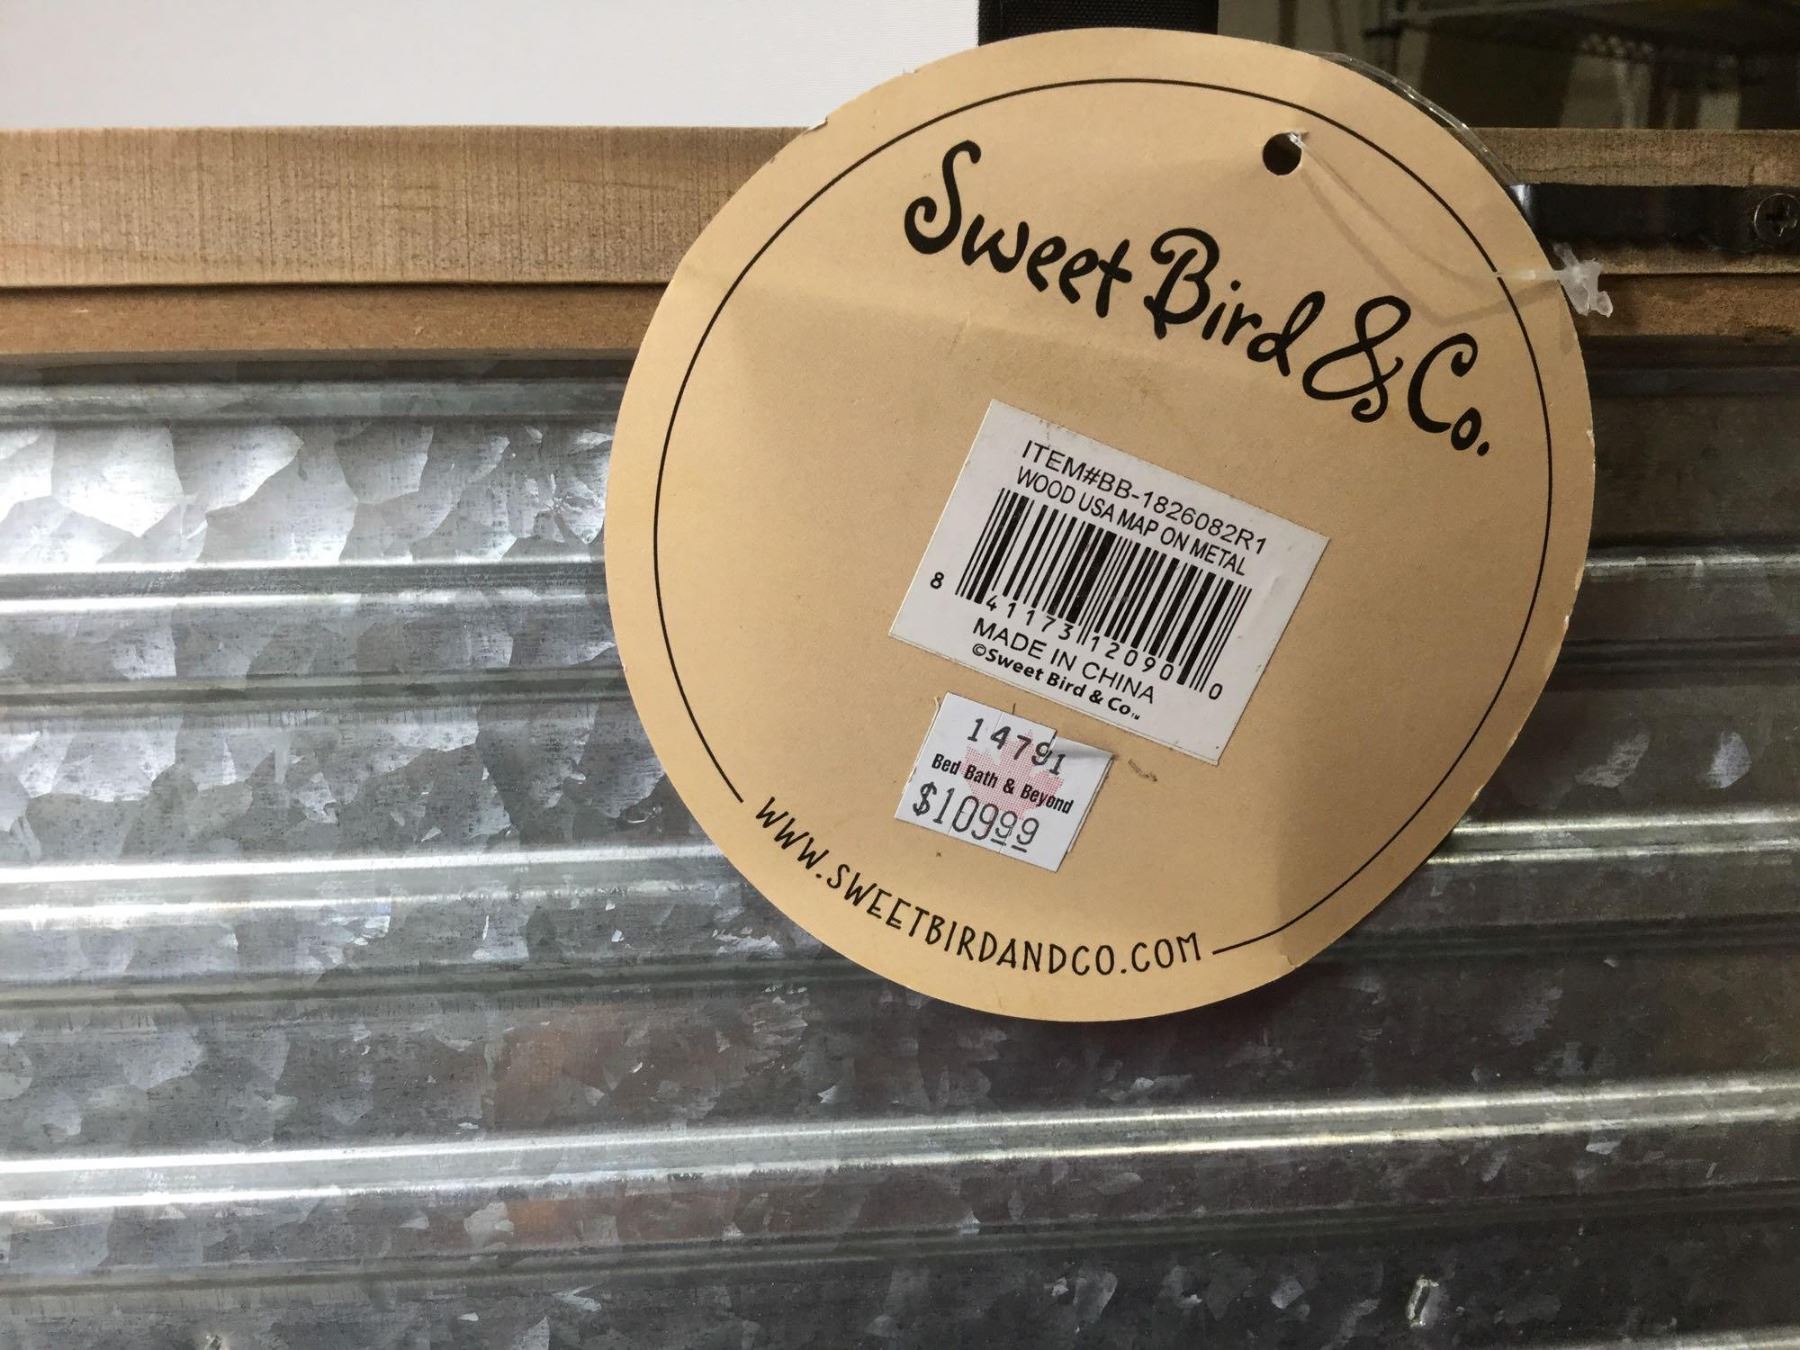 Sweet Bird & Co.
ITEM#BB-1826082R1
WOOD USA MAP ON METAL
8 41173 12090 0
MADE IN CHINA
©Sweet Bird & Co.™
14791
Bed Bath & Beyond
$109.99
WWW.SWEETBIRDANDCO.COM